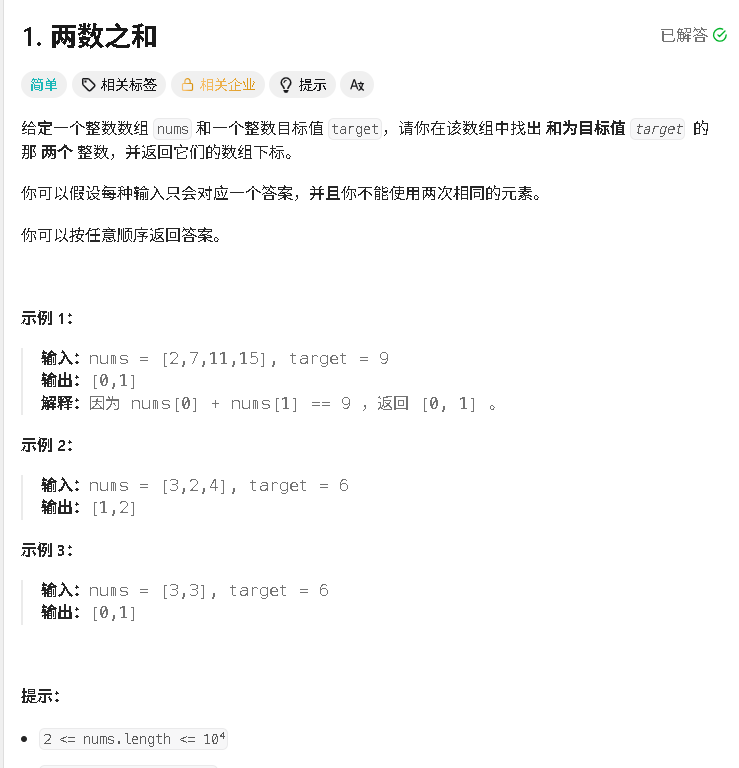 1. 两数之和
已解答
简单 相关标签 相关企业 提示 Ax
给定一个整数数组 nums 和一个整数目标值 target，请你在该数组中找出 和为目标值 target 的
那 两个 整数，并返回它们的数组下标。
你可以假设每种输入只会对应一个答案，并且你不能使用两次相同的元素。
你可以按任意顺序返回答案。
示例 1：
输入：nums = [2,7,11,15], target = 9
输出：[0,1]
解释：因为 nums[0] + nums[1] == 9 ，返回 [0, 1] 。
示例 2：
输入：nums = [3,2,4], target = 6
输出：[1,2]
示例 3：
输入：nums = [3,3], target = 6
输出：[0,1]
提示：
• 2 <= nums.length <= 10⁴